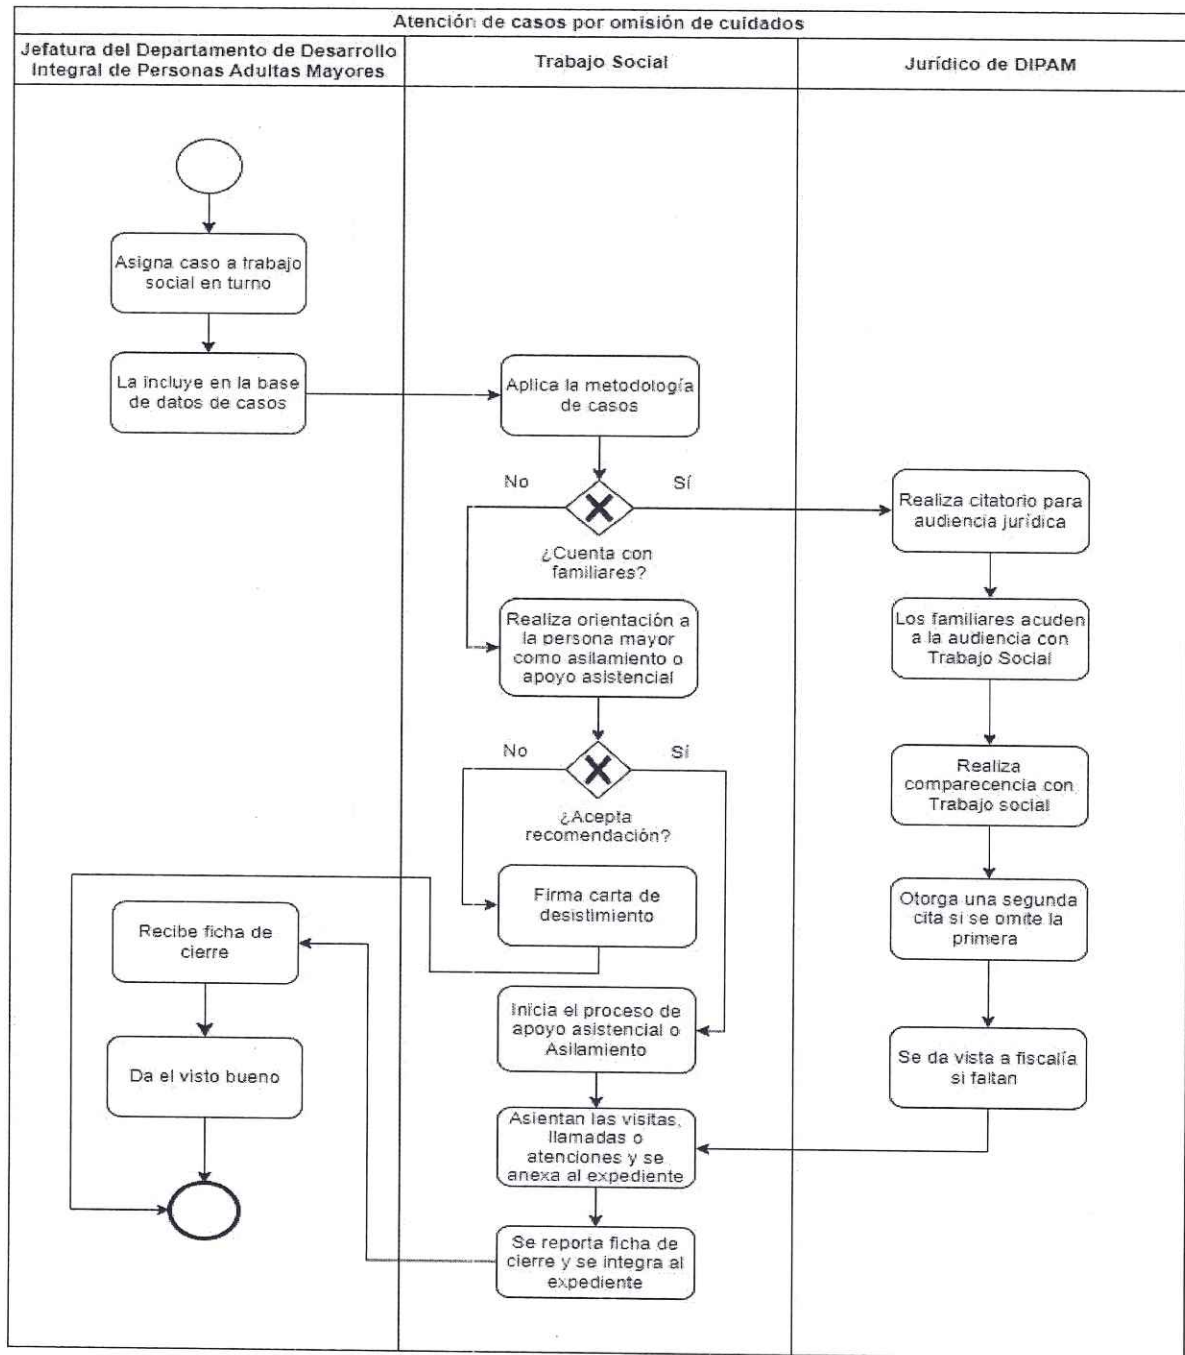 Atención de casos por omisión de cuidados
Jefatura del Departamento de Desarrollo
Integral de Personas Adultas Mayores
Trabajo Social
Jurídico de DIPAM
Asigna caso a trabajo
social en turno
La incluye en la base
de datos de casos
Aplica la metodología
de casos
No
Sí
¿Cuenta con
familiares?
Realiza citatorio para
audiencia jurídica
Realiza orientación a
la persona mayor
como asilamiento o
apoyo asistencial
Los familiares acuden
a la audiencia con
Trabajo Social
No
Sí
¿Acepta
recomendación?
Realiza
comparecencia con
Trabajo social
Firma carta de
desistimiento
Otorga una segunda
cita si se omite la
primera
Recibe ficha de
cierre
Inicia el proceso de
apoyo asistencial o
Asilamiento
Se da vista a fiscalía
si faltan
Da el visto bueno
Asientan las visitas,
llamadas o
atenciones y se
anexa al expediente
Se reporta ficha de
cierre y se integra al
expediente